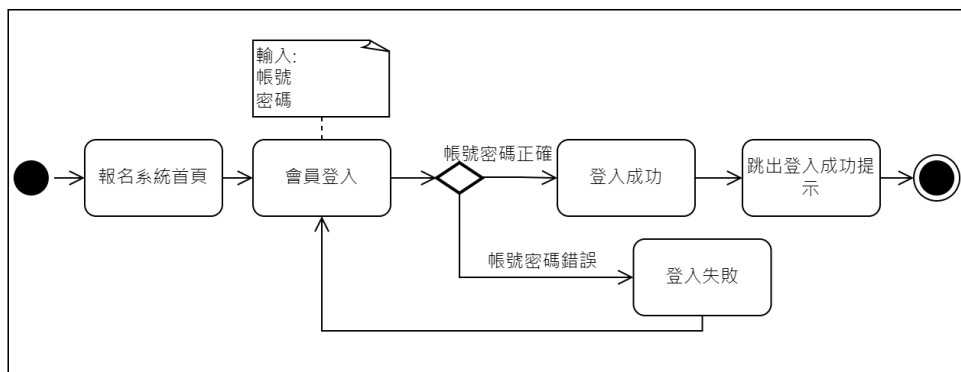 輸入:
帳號
密碼
報名系統首頁
會員登入
帳號密碼正確
登入成功
跳出登入成功提
示
帳號密碼錯誤
登入失敗